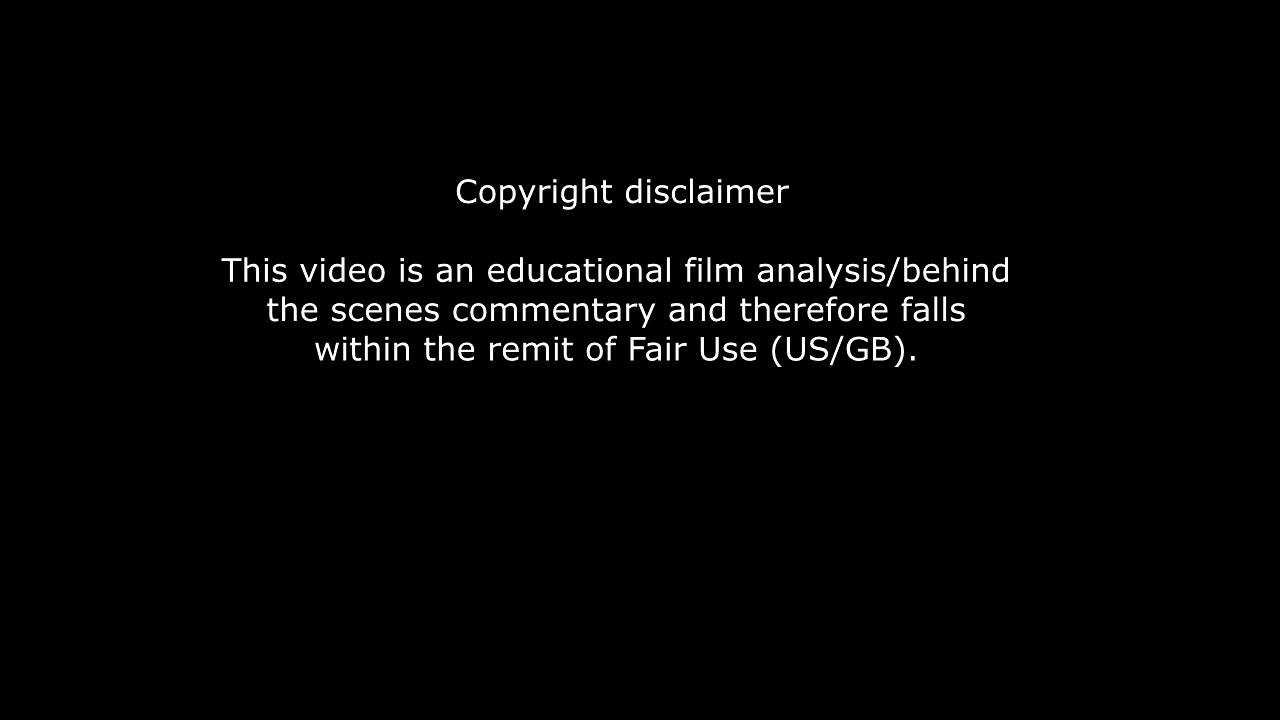 Copyright disclaimer
This video is an educational film analysis/behind
the scenes commentary and therefore falls
within the remit of Fair Use (US/GB).